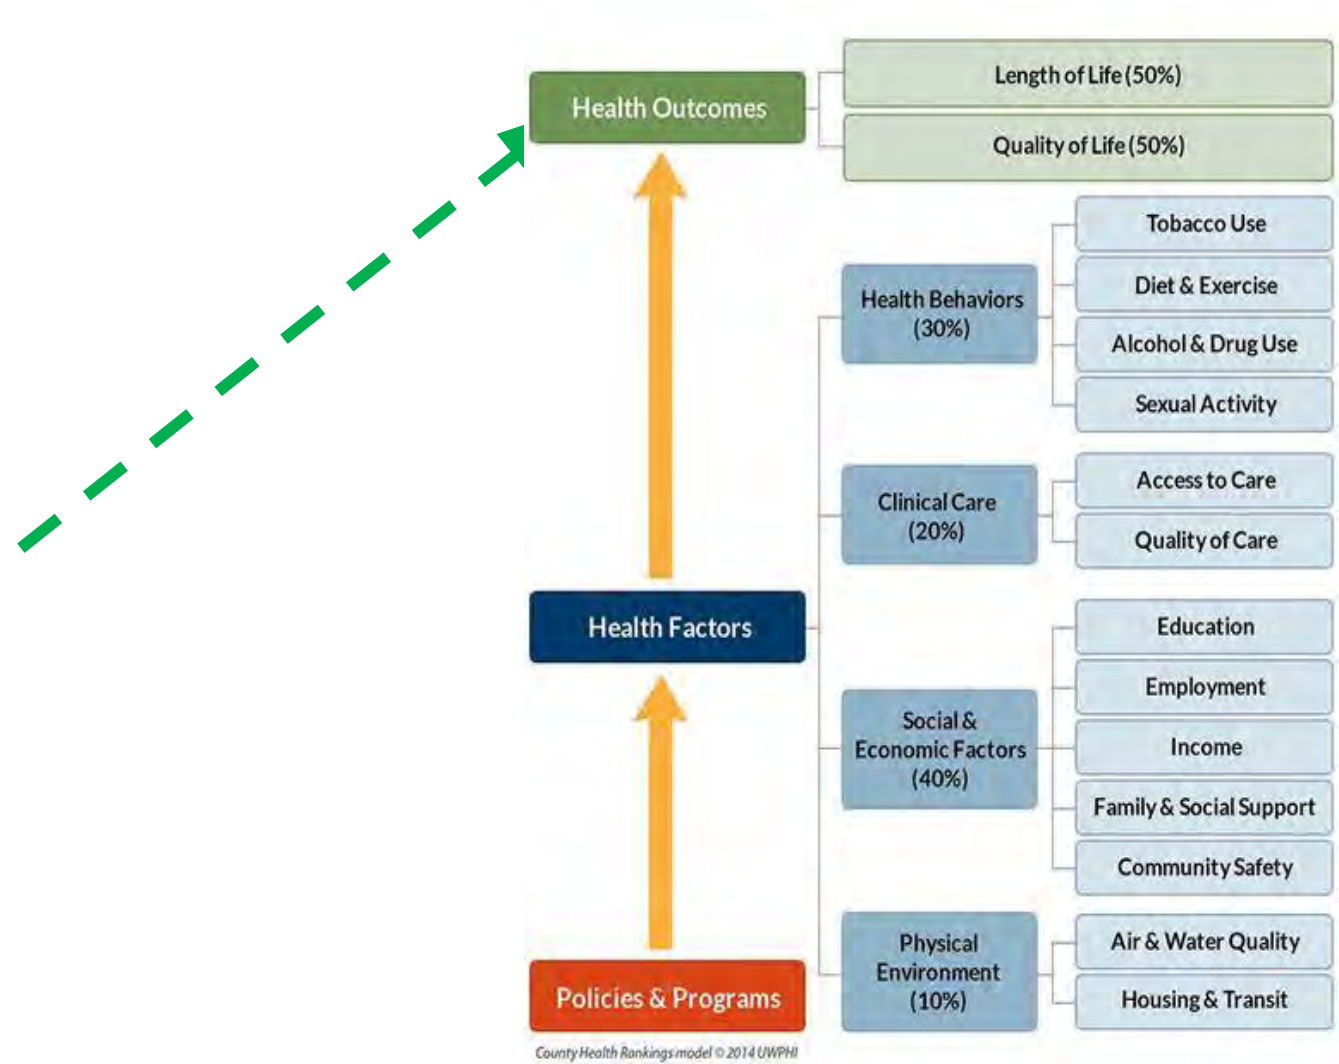 Health Outcomes
Length of Life (50%)
Quality of Life (50%)
Health Behaviors
(30%)
Tobacco Use
Diet & Exercise
Alcohol & Drug Use
Sexual Activity
Clinical Care
(20%)
Access to Care
Quality of Care
Health Factors
Social &
Economic Factors
(40%)
Education
Employment
Income
Family & Social Support
Community Safety
Physical
Environment
(10%)
Air & Water Quality
Housing & Transit
Policies & Programs
County Health Rankings model © 2014 UWPHI